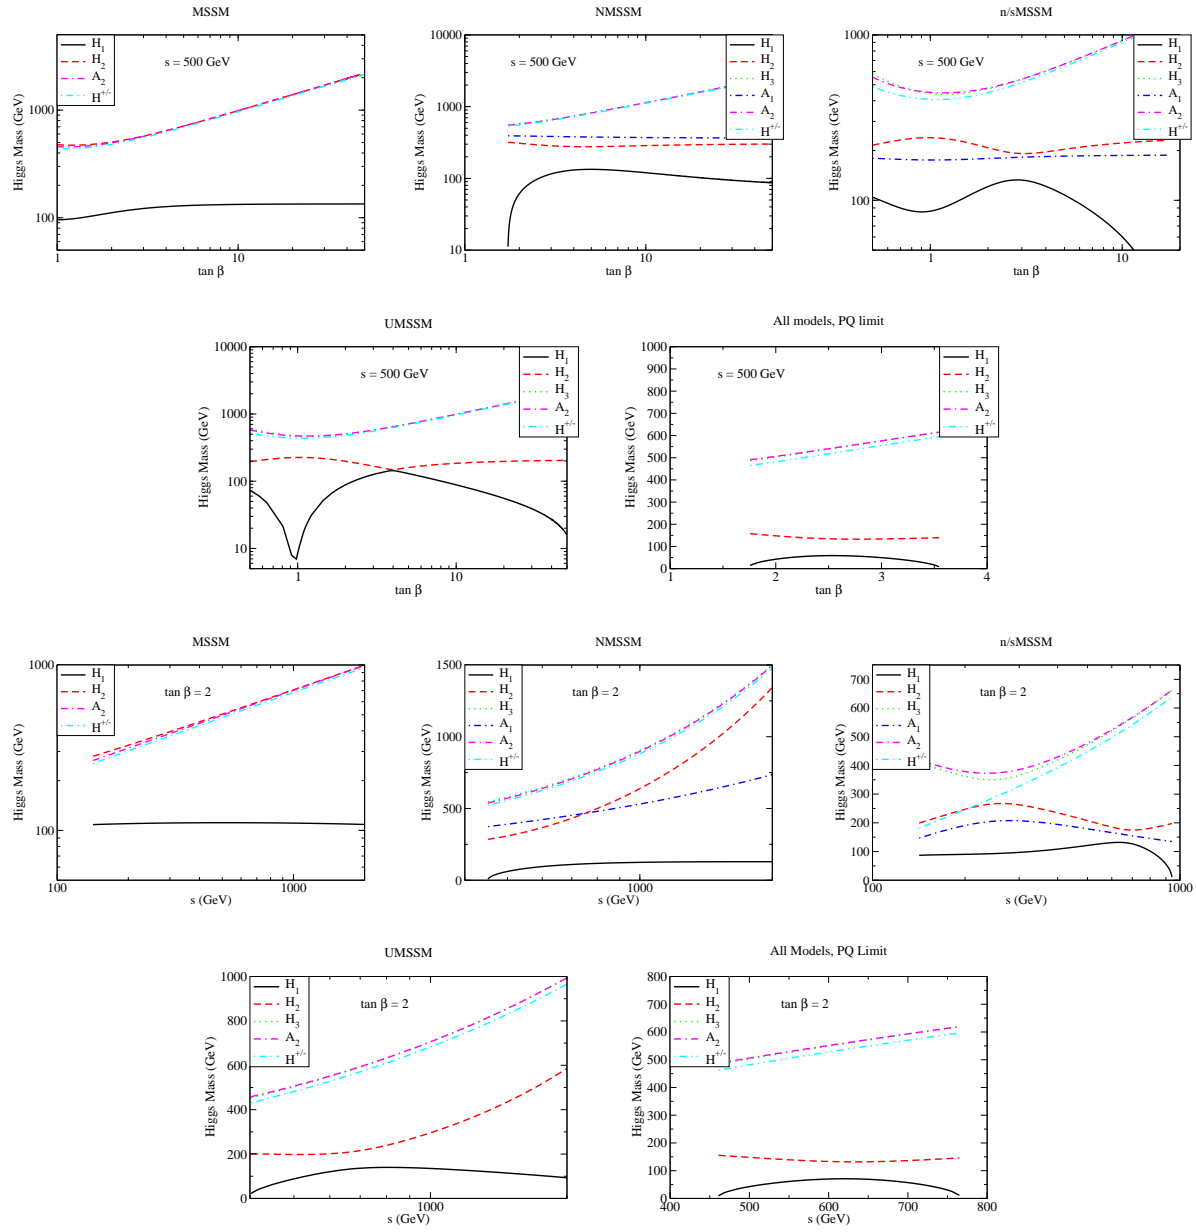 MSSM
H1
H2
A2
H+/-
s = 500 GeV
1000
100
Higgs Mass (GeV)
1
10
tan β
NMSSM
H1
H2
H3
A1
A2
H+/-
s = 500 GeV
10000
1000
100
10
Higgs Mass (GeV)
1
10
tan β
n/sMSSM
H1
H2
H3
A1
A2
H+/-
s = 500 GeV
1000
100
Higgs Mass (GeV)
1
10
tan β
UMSSM
H1
H2
H3
A2
H+/-
s = 500 GeV
10000
1000
100
10
Higgs Mass (GeV)
1
10
tan β
All models, PQ limit
H1
H2
H3
A2
H+/-
s = 500 GeV
1000
900
800
700
600
500
400
300
200
100
0
Higgs Mass (GeV)
1
2
3
4
tan β
MSSM
H1
H2
A2
H+/-
tan β = 2
1000
100
Higgs Mass (GeV)
100
1000
s (GeV)
NMSSM
H1
H2
H3
A1
A2
H+/-
tan β = 2
1500
1000
500
0
Higgs Mass (GeV)
1000
s (GeV)
n/sMSSM
H1
H2
H3
A1
A2
H+/-
tan β = 2
750
700
650
600
550
500
450
400
350
300
250
200
150
100
50
0
Higgs Mass (GeV)
100
1000
s (GeV)
UMSSM
H1
H2
H3
A2
H+/-
tan β = 2
1000
800
600
400
200
0
Higgs Mass (GeV)
1000
s (GeV)
All Models, PQ Limit
H1
H2
H3
A2
H+/-
tan β = 2
800
700
600
500
400
300
200
100
0
Higgs Mass (GeV)
400
500
600
700
800
s (GeV)